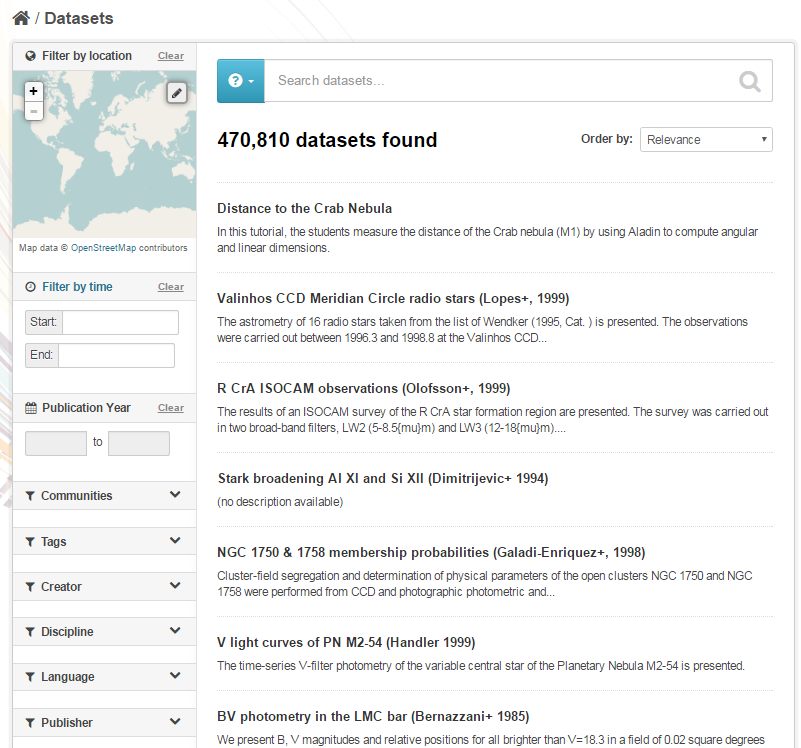 / Datasets
Filter by location Clear
+
-
Map data © OpenStreetMap contributors
Filter by time Clear
Start:
End:
Publication Year Clear
to
Communities
Tags
Creator
Discipline
Language
Publisher
? Search datasets...
470,810 datasets found
Order by: Relevance
Distance to the Crab Nebula
In this tutorial, the students measure the distance of the Crab nebula (M1) by using Aladin to compute angular
and linear dimensions.
Valinhos CCD Meridian Circle radio stars (Lopes+, 1999)
The astrometry of 16 radio stars taken from the list of Wendker (1995, Cat. ) is presented. The observations
were carried out between 1996.3 and 1998.8 at the Valinhos CCD...
R CrA ISOCAM observations (Olofsson+, 1999)
The results of an ISOCAM survey of the R CrA star formation region are presented. The survey was carried out
in two broad-band filters, LW2 (5-8.5{mu}m) and LW3 (12-18{mu}m)....
Stark broadening Al XI and Si XII (Dimitrijevic+ 1994)
(no description available)
NGC 1750 & 1758 membership probabilities (Galadi-Enriquez+, 1998)
Cluster-field segregation and determination of physical parameters of the open clusters NGC 1750 and NGC
1758 were performed from CCD and photographic photometric and...
V light curves of PN M2-54 (Handler 1999)
The time-series V-filter photometry of the variable central star of the Planetary Nebula M2-54 is presented.
BV photometry in the LMC bar (Bernazzani+ 1985)
We present B, V magnitudes and relative positions for all brighter than V=18.3 in a field of 0.02 square degrees